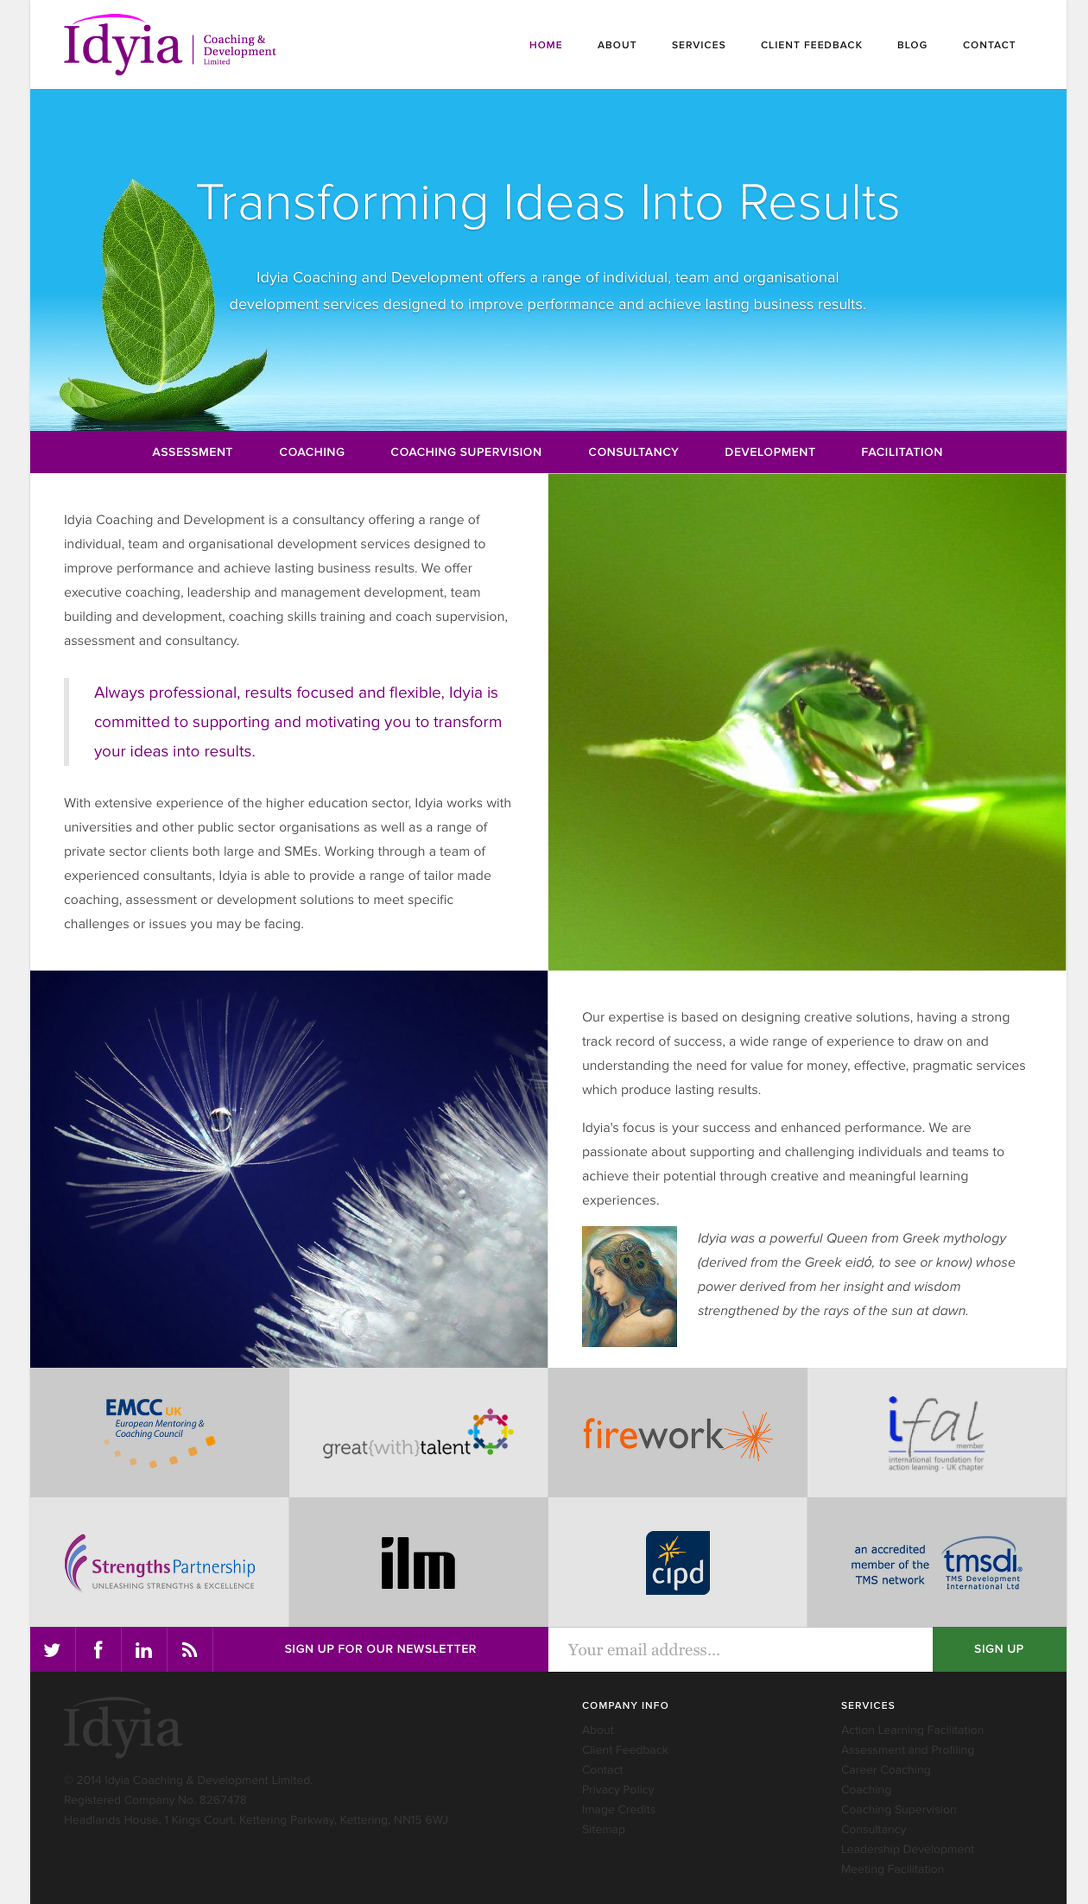 Idyia
Coaching &
Development
Limited
HOME ABOUT SERVICES CLIENT FEEDBACK BLOG CONTACT
Transforming Ideas Into Results
Idyia Coaching and Development offers a range of individual, team and organisational
development services designed to improve performance and achieve lasting business results.
ASSESSMENT COACHING COACHING SUPERVISION CONSULTANCY DEVELOPMENT FACILITATION
Idyia Coaching and Development is a consultancy offering a range of
individual, team and organisational development services designed to
improve performance and achieve lasting business results. We offer
executive coaching, leadership and management development, team
building and development, coaching skills training and coach supervision,
assessment and consultancy.
Always professional, results focused and flexible, Idyia is
committed to supporting and motivating you to transform
your ideas into results.
With extensive experience of the higher education sector, Idyia works with
universities and other public sector organisations as well as a range of
private sector clients both large and SMEs. Working through a team of
experienced consultants, Idyia is able to provide a range of tailor made
coaching, assessment or development solutions to meet specific
challenges or issues you may be facing.
Our expertise is based on designing creative solutions, having a strong
track record of success, a wide range of experience to draw on and
understanding the need for value for money, effective, pragmatic services
which produce lasting results.
Idyia's focus is your success and enhanced performance. We are
passionate about supporting and challenging individuals and teams to
achieve their potential through creative and meaningful learning
experiences.
Idyia was a powerful Queen from Greek mythology
(derived from the Greek eidó, to see or know) whose
power derived from her insight and wisdom
strengthened by the rays of the sun at dawn.
EMCC UK
European Mentoring &
Coaching Council
great{with}talent
firework
ifal
member
international foundation for
action learning - UK chapter
Strengths Partnership
UNLEASHING STRENGTHS & EXCELLENCE
ilm
cipd
an accredited
member of the
TMS network
tmsdi®
TMS Development
International Ltd
SIGN UP FOR OUR NEWSLETTER
Your email address...
SIGN UP
Idyia
© 2014 Idyia Coaching & Development Limited.
Registered Company No. 8267478
Headlands House, 1 Kings Court, Kettering Parkway, Kettering, NN15 6WJ
COMPANY INFO
About
Client Feedback
Contact
Privacy Policy
Image Credits
Sitemap
SERVICES
Action Learning Facilitation
Assessment and Profiling
Career Coaching
Coaching
Coaching Supervision
Consultancy
Leadership Development
Meeting Facilitation